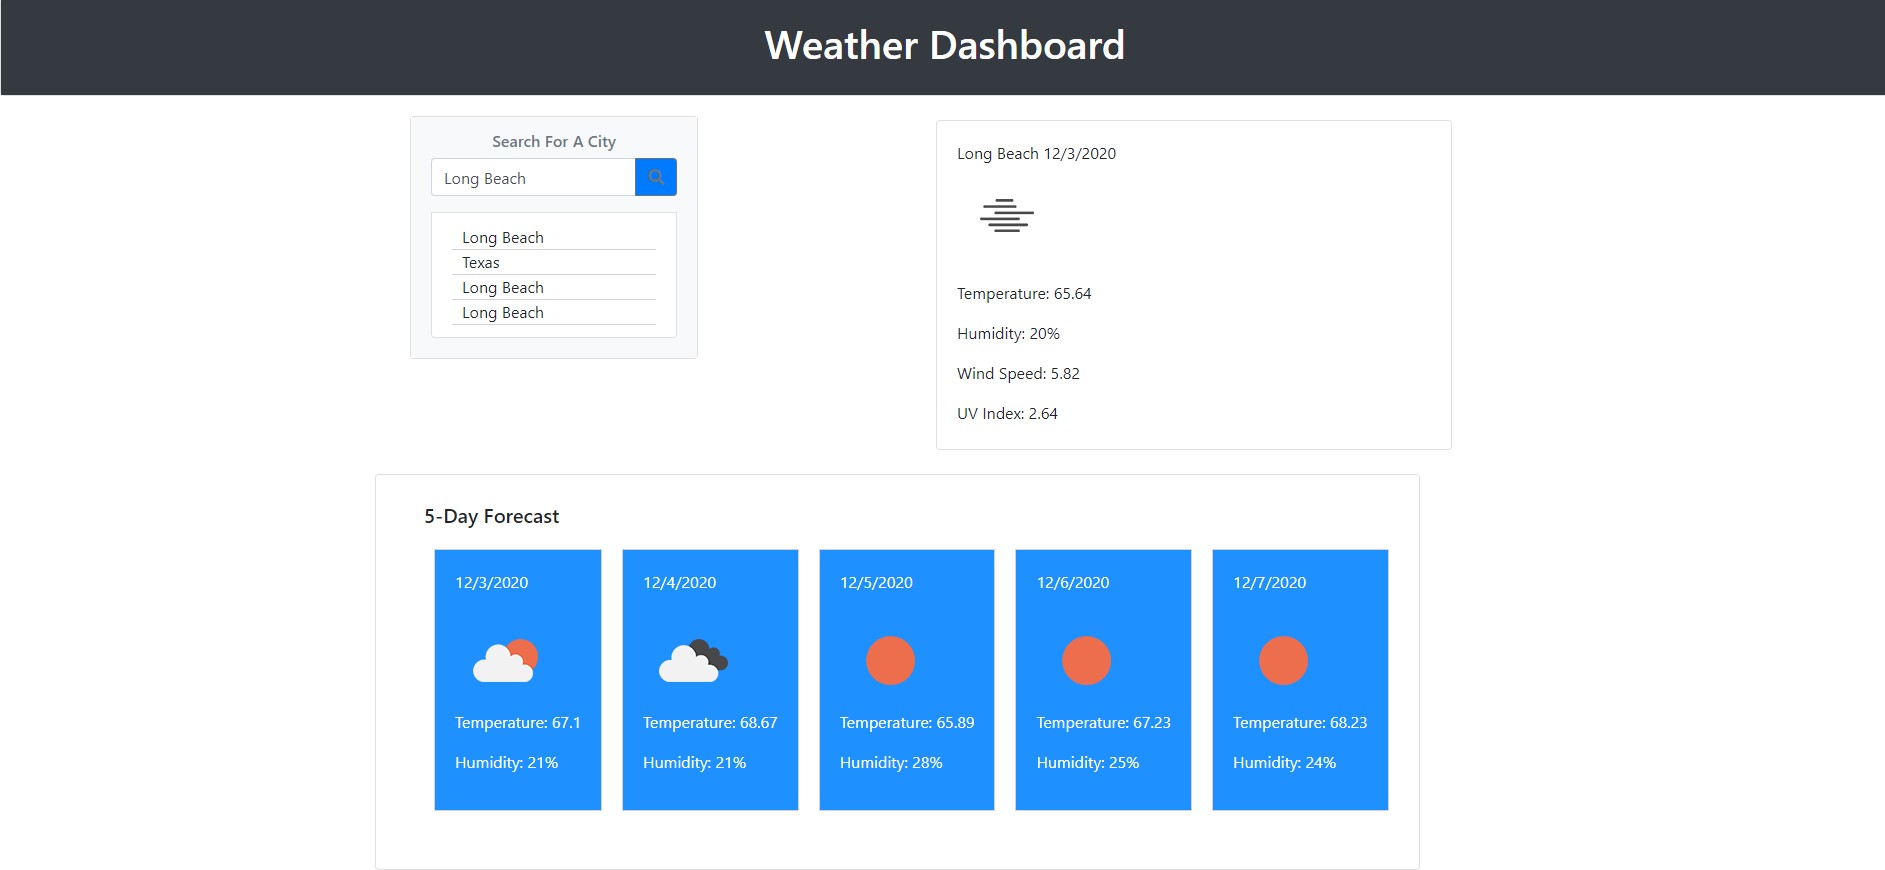 Weather Dashboard
Search For A City
Long Beach
Long Beach
Texas
Long Beach
Long Beach
Long Beach 12/3/2020
Temperature: 65.64
Humidity: 20%
Wind Speed: 5.82
UV Index: 2.64
5-Day Forecast
12/3/2020
Temperature: 67.1
Humidity: 21%
12/4/2020
Temperature: 68.67
Humidity: 21%
12/5/2020
Temperature: 65.89
Humidity: 28%
12/6/2020
Temperature: 67.23
Humidity: 25%
12/7/2020
Temperature: 68.23
Humidity: 24%